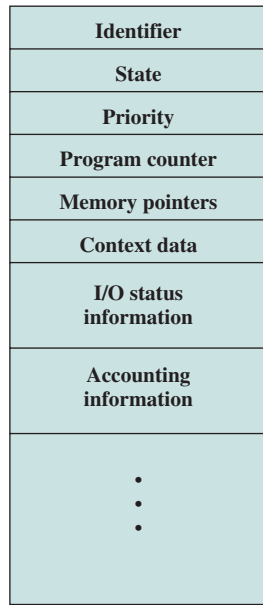 Identifier
State
Priority
Program counter
Memory pointers
Context data
I/O status
information
Accounting
information
•
•
•